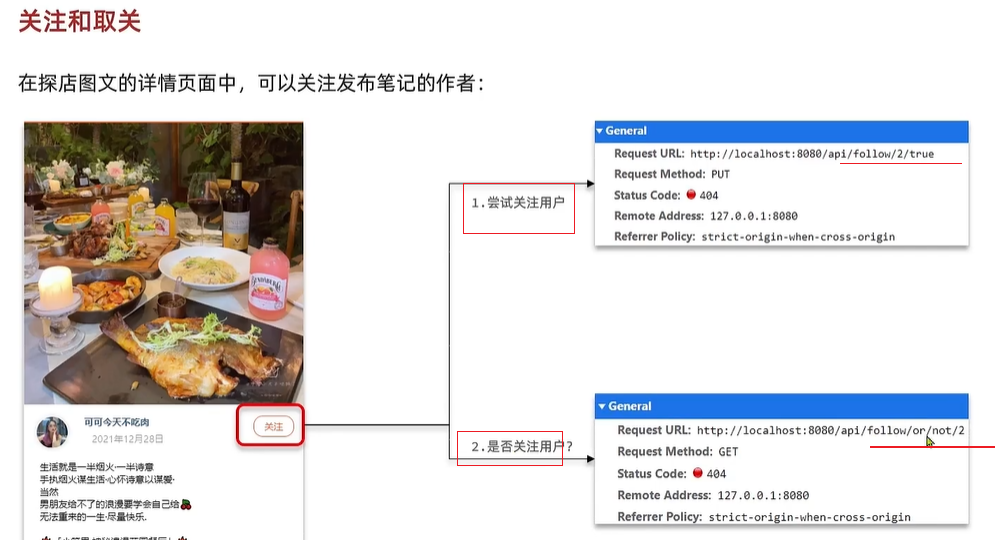 关注和取关
在探店图文的详情页面中，可以关注发布笔记的作者：
General
Request URL: http://localhost:8080/api/follow/2/true
Request Method: PUT
Status Code: 404
Remote Address: 127.0.0.1:8080
Referrer Policy: strict-origin-when-cross-origin
1.尝试关注用户
2.是否关注用户?
General
Request URL: http://localhost:8080/api/follow/or/not/2
Request Method: GET
Status Code: 404
Remote Address: 127.0.0.1:8080
Referrer Policy: strict-origin-when-cross-origin
可可今天不吃肉
2021年12月28日
关注
生活就是一半烟火·一半诗意
手执烟火谋生活·心怀诗意以谋爱·
当然
男朋友给不了的浪漫要学会自己给
无法重来的一生·尽量快乐.